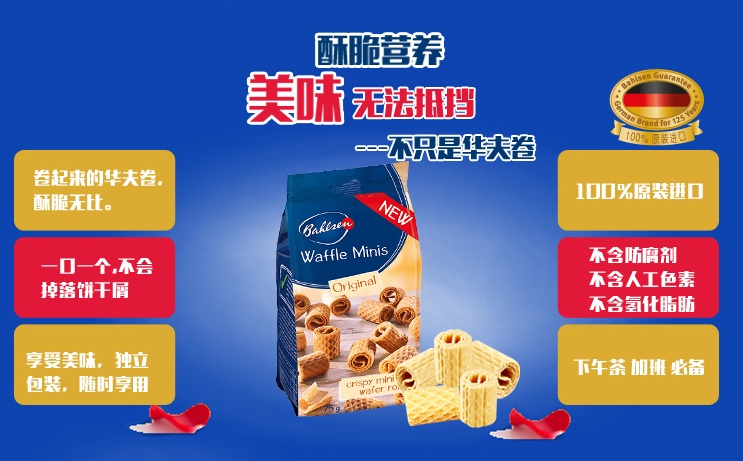 酥脆营养
美味 无法抵挡
---不只是华夫卷
Bahlsen Guarantee
German Brand for 125 Years
100% 原装进口
卷起来的华夫卷,
酥脆无比。
一口一个,不会
掉落饼干屑
享受美味，独立
包装，随时享用
Bahlsen
NEW
Waffle Minis
Original
crispy mini
wafer ro
100%原装进口
不含防腐剂
不含人工色素
不含氢化脂肪
下午茶 加班 必备